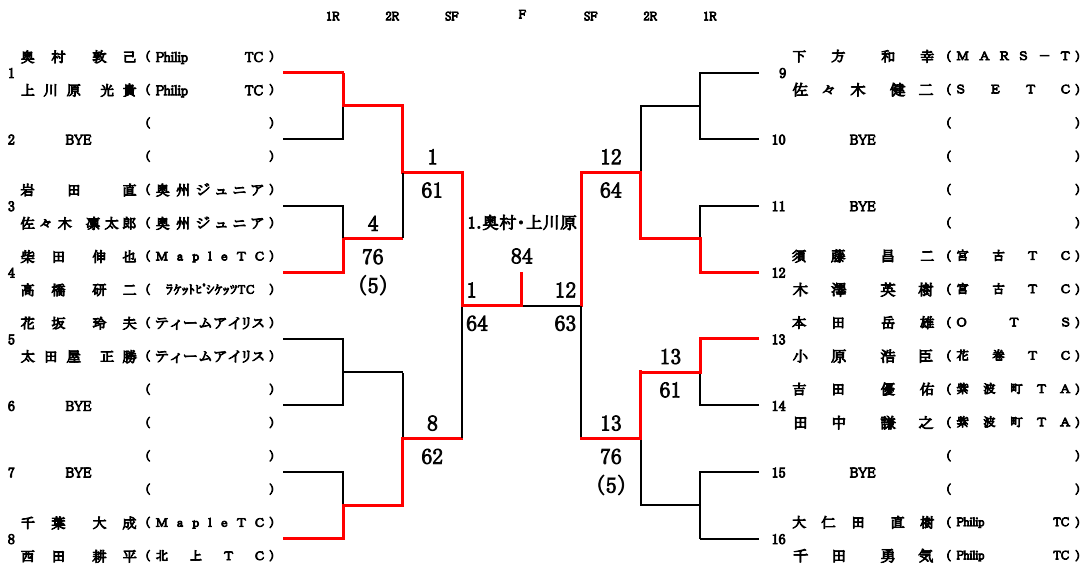 1R 2R SF F SF 2R 1R
1 奥村 敦己 (Philip TC)
上川原 光貴 (Philip TC)
2 BYE ( )
( )
3 岩田 直 (奥州ジュニア)
佐々木 凛太郎 (奥州ジュニア)
4 柴田 伸也 (MapleTC)
高橋 研二 (ラケットピシケッツTC)
5 花坂 玲夫 (ティームアイリス)
太田屋 正勝 (ティームアイリス)
6 BYE ( )
( )
7 BYE ( )
( )
8 千葉 大成 (MapleTC)
西田 耕平 (北上TC)
4
76
(5)
1
61
8
62
1
64
1.奥村・上川原
84
12
63
12
64
13
76
(5)
13
61
9 下方 和幸 (MARS-T)
佐々木 健二 (SETC)
10 BYE ( )
( )
11 BYE ( )
( )
12 須藤 昌二 (宮古TC)
木澤 英樹 (宮古TC)
13 本田 岳雄 (OTS)
小原 浩臣 (花巻TC)
14 吉田 優佑 (紫波町TA)
田中 謙之 (紫波町TA)
15 BYE ( )
( )
16 大仁田 直樹 (Philip TC)
千田 勇気 (Philip TC)